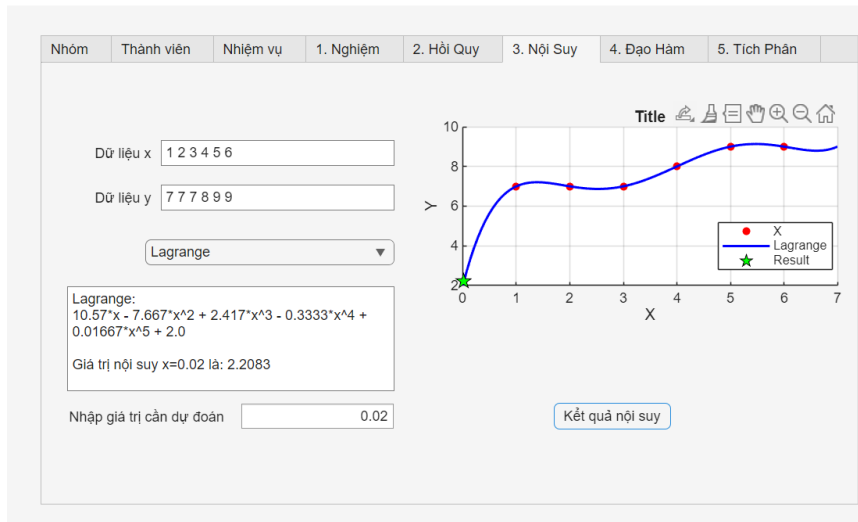 Nhóm Thành viên Nhiệm vụ 1. Nghiệm 2. Hồi Quy 3. Nội Suy 4. Đạo Hàm 5. Tích Phân
Dữ liệu x 1 2 3 4 5 6
Dữ liệu y 7 7 7 8 9 9
Lagrange
Lagrange:
10.57*x - 7.667*x^2 + 2.417*x^3 - 0.3333*x^4 +
0.01667*x^5 + 2.0
Giá trị nội suy x=0.02 là: 2.2083
Nhập giá trị cần dự đoán 0.02
Title
10
8
6
4
2
Y
0 1 2 3 4 5 6 7
X
X
Lagrange
Result
Kết quả nội suy